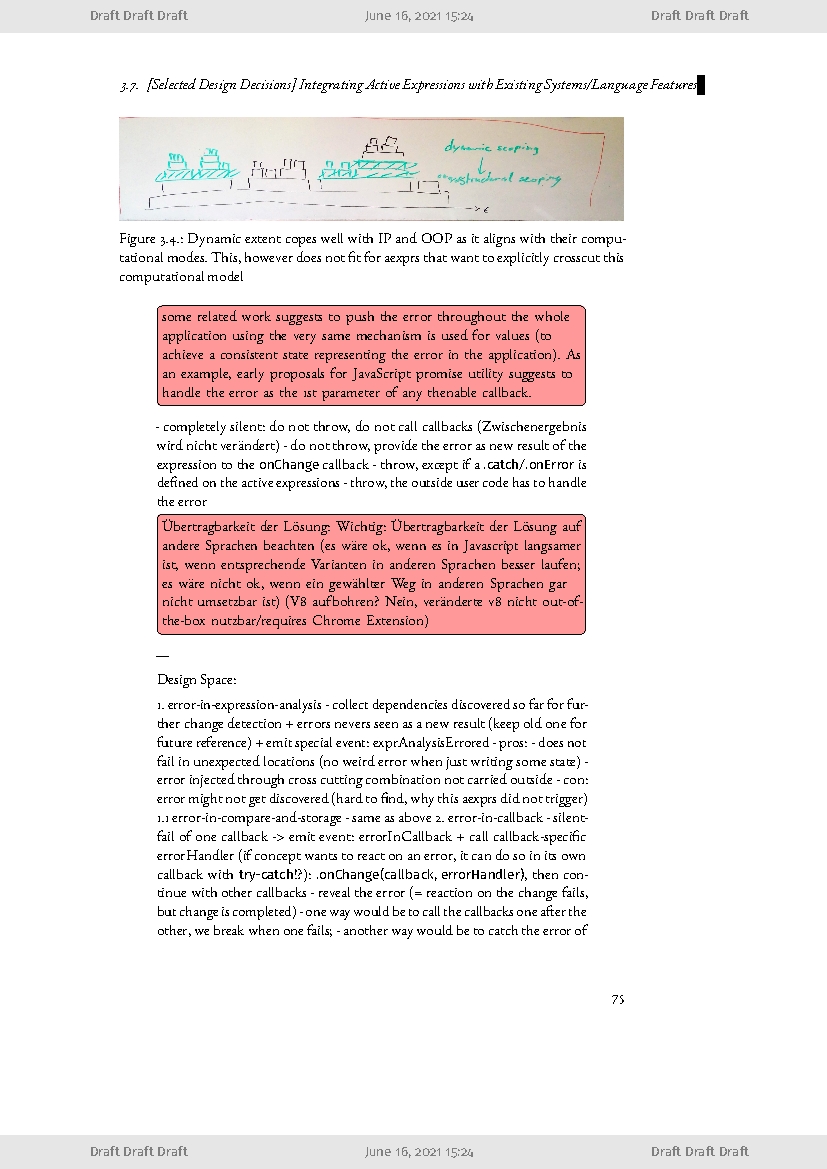 Draft Draft Draft June 16, 2021 15:24 Draft Draft Draft
3.7. [Selected Design Decisions] Integrating Active Expressions with Existing Systems/Language Features
dynamic scoping
scoping
Figure 3.4.: Dynamic extent copes well with IP and OOP as it aligns with their compu-
tational modes. This, however does not fit for aexprs that want to explicitly crosscut this
computational model
some related work suggests to push the error throughout the whole
application using the very same mechanism is used for values (to
achieve a consistent state representing the error in the application). As
an example, early proposals for JavaScript promise utility suggests to
handle the error as the 1st parameter of any thenable callback.
- completely silent: do not throw, do not call callbacks (Zwischenergebnis
wird nicht verändert) - do not throw, provide the error as new result of the
expression to the onChange callback - throw, except if a .catch/.onError is
defined on the active expressions - throw, the outside user code has to handle
the error
Übertragbarkeit der Lösung: Wichtig: Übertragbarkeit der Lösung auf
andere Sprachen beachten (es wäre ok, wenn es in Javascript langsamer
ist, wenn entsprechende Varianten in anderen Sprachen besser laufen;
es wäre nicht ok, wenn ein gewählter Weg in anderen Sprachen gar
nicht umsetzbar ist) (V8 aufbohren? Nein, veränderte v8 nicht out-of-
the-box nutzbar/requires Chrome Extension)
—
Design Space:
1. error-in-expression-analysis - collect dependencies discovered so far for fur-
ther change detection + errors nevers seen as a new result (keep old one for
future reference) + emit special event: exprAnalysisErrored - pros: - does not
fail in unexpected locations (no weird error when just writing some state) -
error injected through cross cutting combination not carried outside - con:
error might not get discovered (hard to find, why this aexprs did not trigger)
1.1 error-in-compare-and-storage - same as above 2. error-in-callback - silent-
fail of one callback -> emit event: errorInCallback + call callback-specific
errorHandler (if concept wants to react on an error, it can do so in its own
callback with try-catch!?): .onChange(callback, errorHandler), then con-
tinue with other callbacks - reveal the error (= reaction on the change fails,
but change is completed) - one way would be to call the callbacks one after the
other, we break when one fails; - another way would be to catch the error of
75
Draft Draft Draft June 16, 2021 15:24 Draft Draft Draft